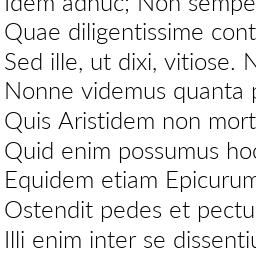 Idem adhuc; Non sempe
Quae diligentissime cont
Sed ille, ut dixi, vitiose. N
Nonne videmus quanta p
Quis Aristidem non mort
Quid enim possumus hoc
Equidem etiam Epicurum
Ostendit pedes et pectu
Illi enim inter se dissentiu